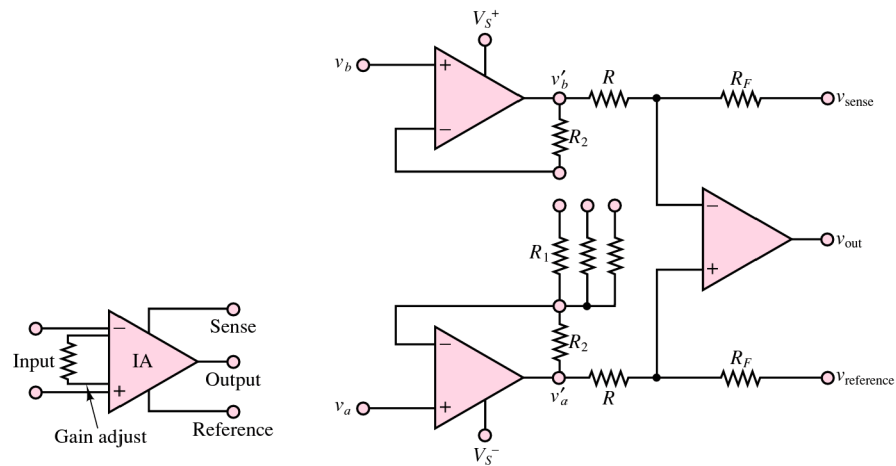 V_S^+
v_b
+
v'_b
R
R_F
v_sense
−
R_2
−
R_1
v_out
+
Sense
−
−
R_2
Input
IA
Output
R_F
+
v_a
+
v'_a
R
v_reference
Gain adjust
Reference
V_S^−